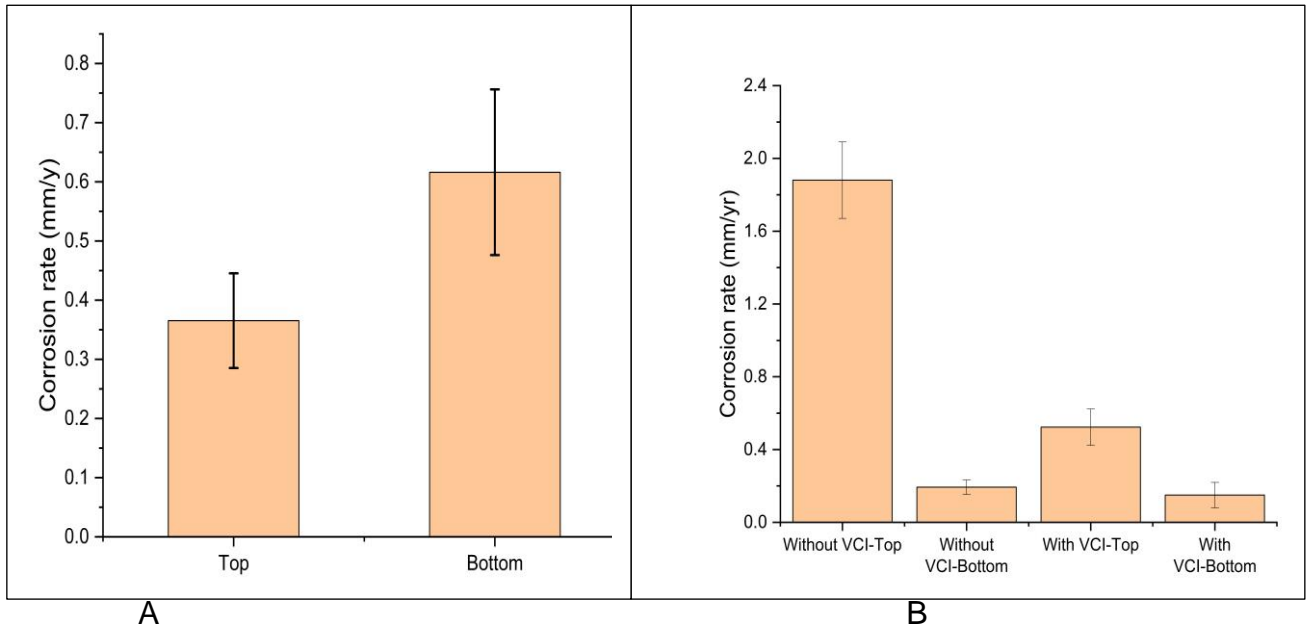 Corrosion rate (mm/y)
0.8
0.7
0.6
0.5
0.4
0.3
0.2
0.1
0.0
Top
Bottom
A
Corrosion rate (mm/yr)
2.4
2.0
1.6
1.2
0.8
0.4
0.0
Without VCI-Top
Without
VCI-Bottom
With VCI-Top
With
VCI-Bottom
B